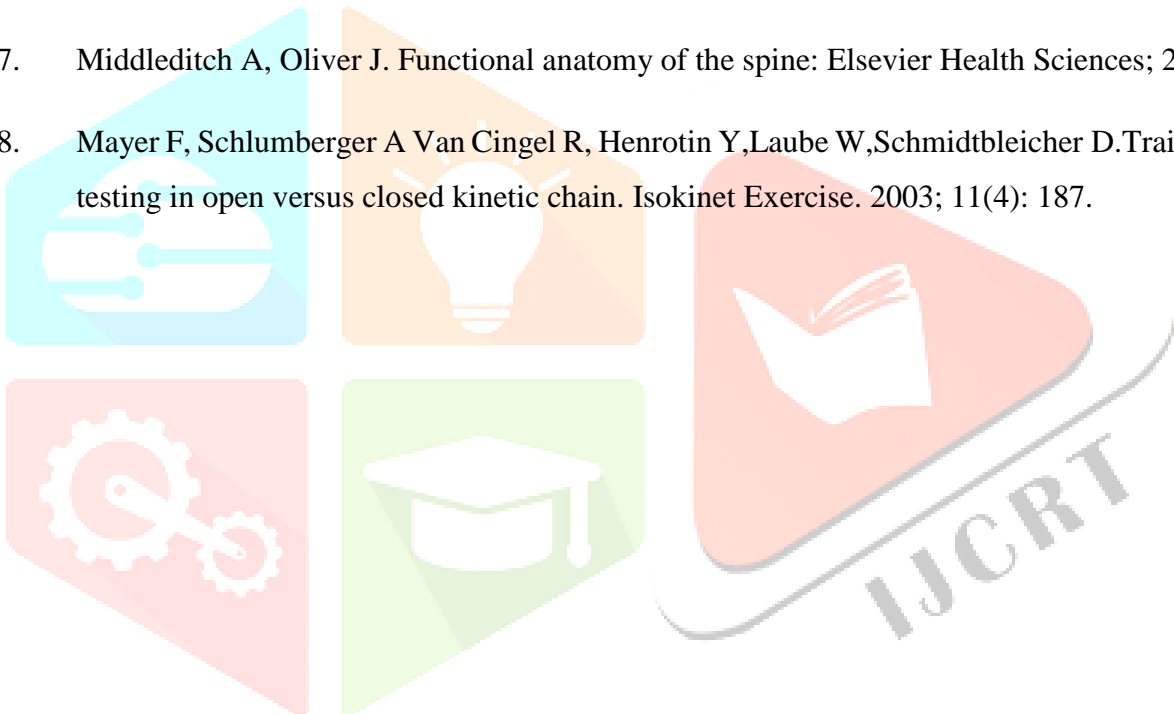 7. Middleditch A, Oliver J. Functional anatomy of the spine: Elsevier Health Sciences; 2
8. Mayer F, Schlumberger A Van Cingel R, Henrotin Y,Laube W,Schmidtbleicher D.Trai
testing in open versus closed kinetic chain. Isokinet Exercise. 2003; 11(4): 187.
IJCRT